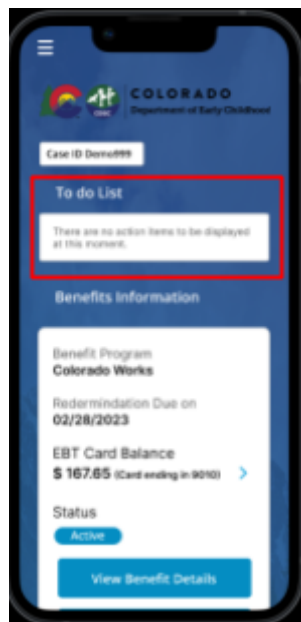 COLORADO
Department of Early Childhood
CDEC
Case ID Demo999
To do List
There are no action items to be displayed
at this moment.
Benefits Information
Benefit Program
Colorado Works
Redermindation Due on
02/28/2023
EBT Card Balance
$ 167.65 (Card ending in 9010)
Status
Active
View Benefit Details